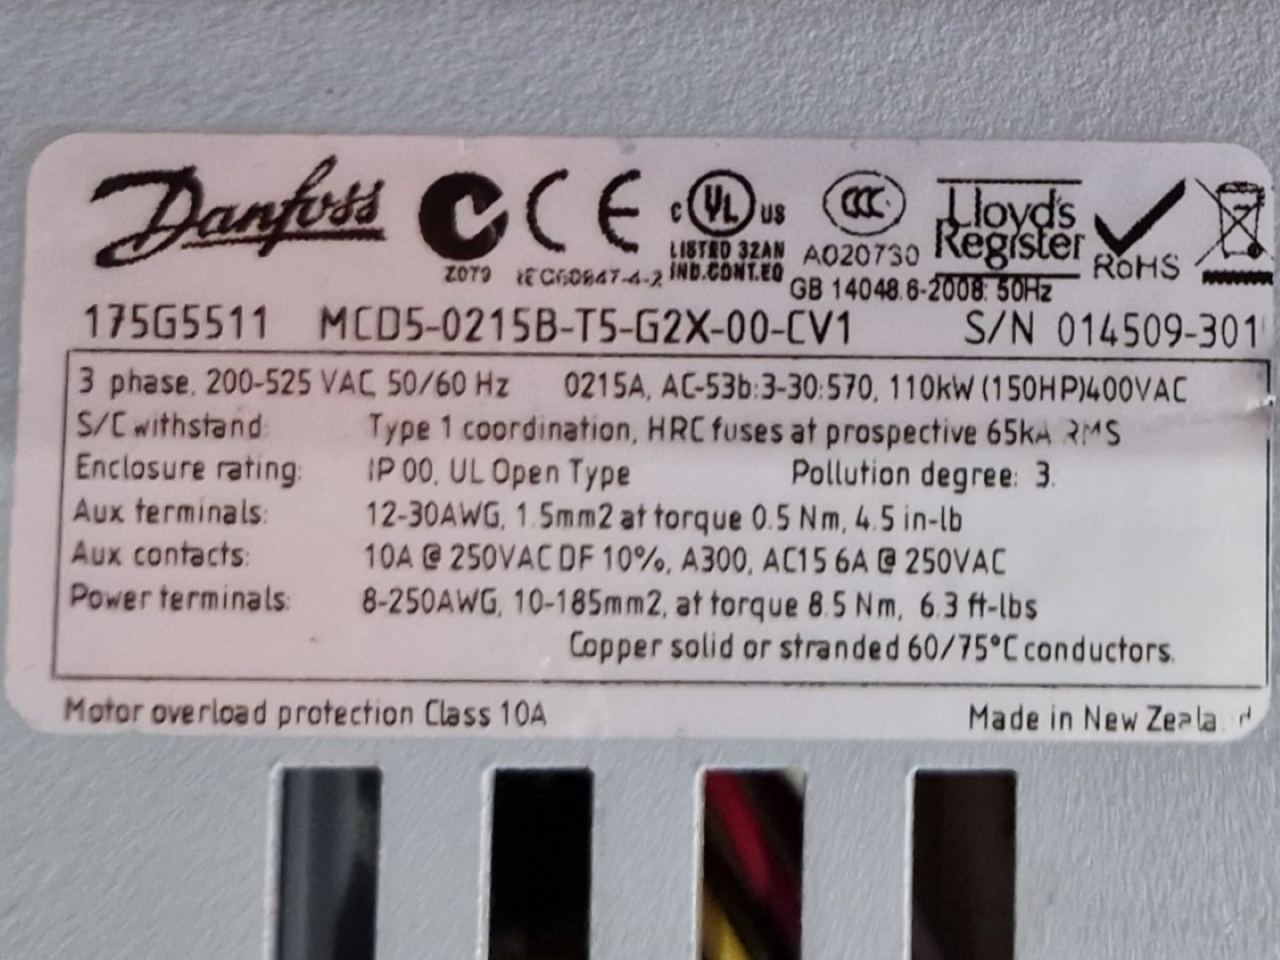 Danfoss
Z079
CE
IEC60947-4-2
c UL US
LISTED 32AN
IND.CONT.EQ
CCC
A020730
GB 14048.6-2008: 50Hz
Lloyd's
Register
RoHS
175G5511 MCD5-0215B-T5-G2X-00-CV1 S/N 014509-301
3 phase, 200-525 VAC, 50/60 Hz 0215A, AC-53b:3-30:570, 110kW (150HP)400VAC
S/C withstand: Type 1 coordination, HRC fuses at prospective 65kA RMS
Enclosure rating: IP 00, UL Open Type Pollution degree: 3.
Aux terminals: 12-30AWG, 1.5mm2 at torque 0.5 Nm, 4.5 in-lb
Aux contacts: 10A @ 250VAC DF 10%, A300, AC15 6A @ 250VAC
Power terminals: 8-250AWG, 10-185mm2, at torque 8.5 Nm, 6.3 ft-lbs
Copper solid or stranded 60/75°C conductors.
Motor overload protection Class 10A Made in New Zealand